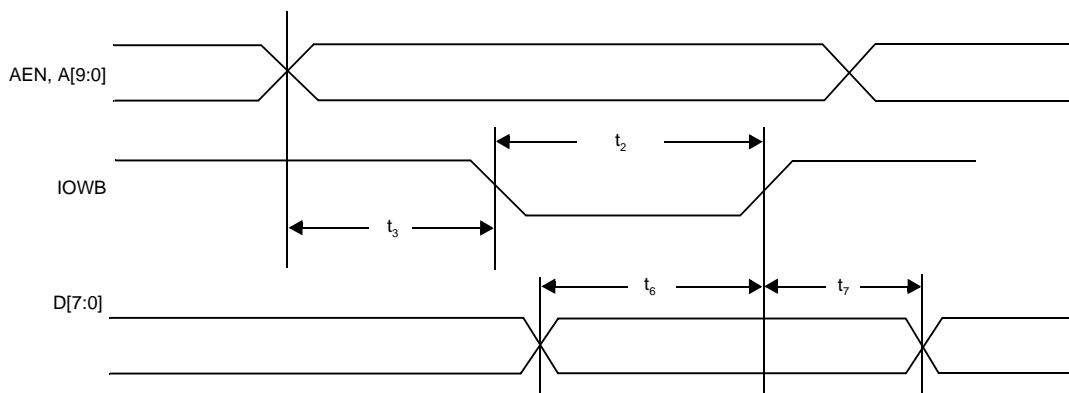 AEN, A[9:0]
t₂
IOWB
t₃
t₆
t₇
D[7:0]